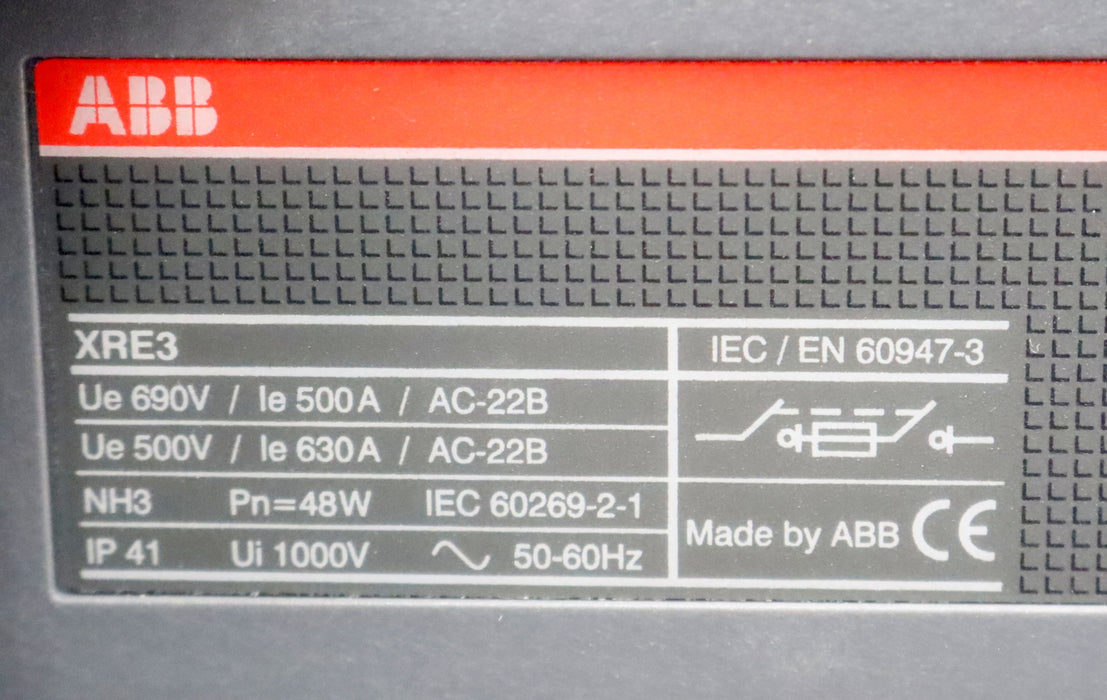 ABB
XRE3
IEC / EN 60947-3
Ue 690V / Ie 500A / AC-22B
Ue 500V / Ie 630A / AC-22B
NH3 Pn=48W IEC 60269-2-1
Made by ABB CE
IP 41 Ui 1000V 50-60Hz